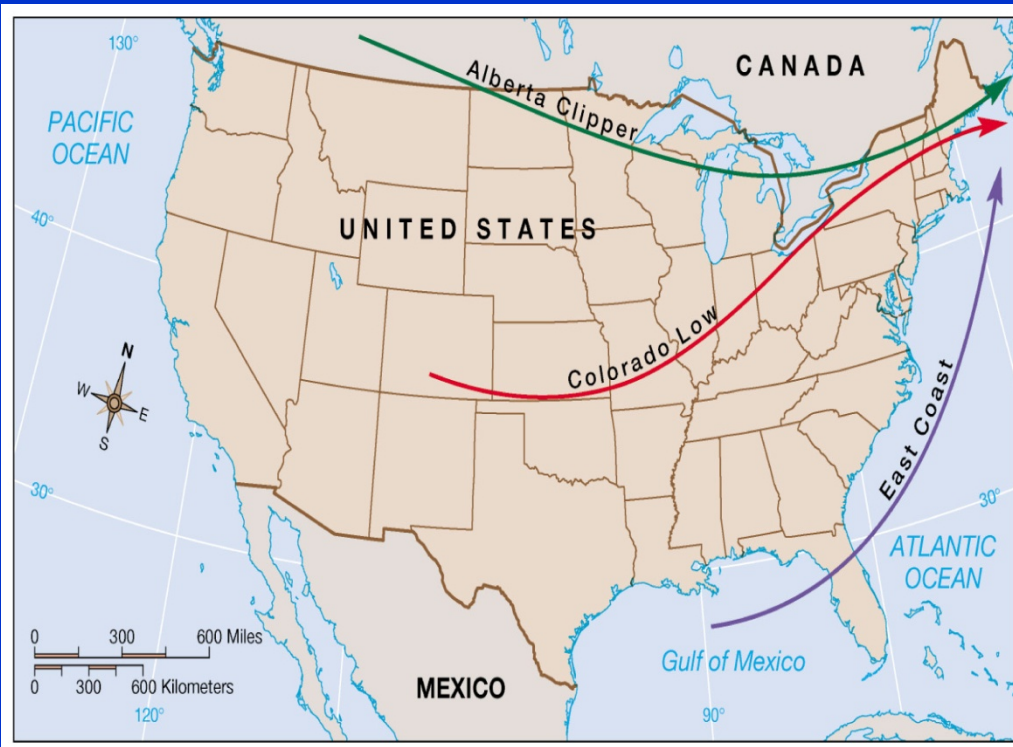 130°
CANADA
Alberta Clipper
PACIFIC
OCEAN
40°
UNITED STATES
Colorado Low
N
W
E
S
East Coast
30°
30°
ATLANTIC
OCEAN
0 300 600 Miles
0 300 600 Kilometers
Gulf of Mexico
MEXICO
120°
90°